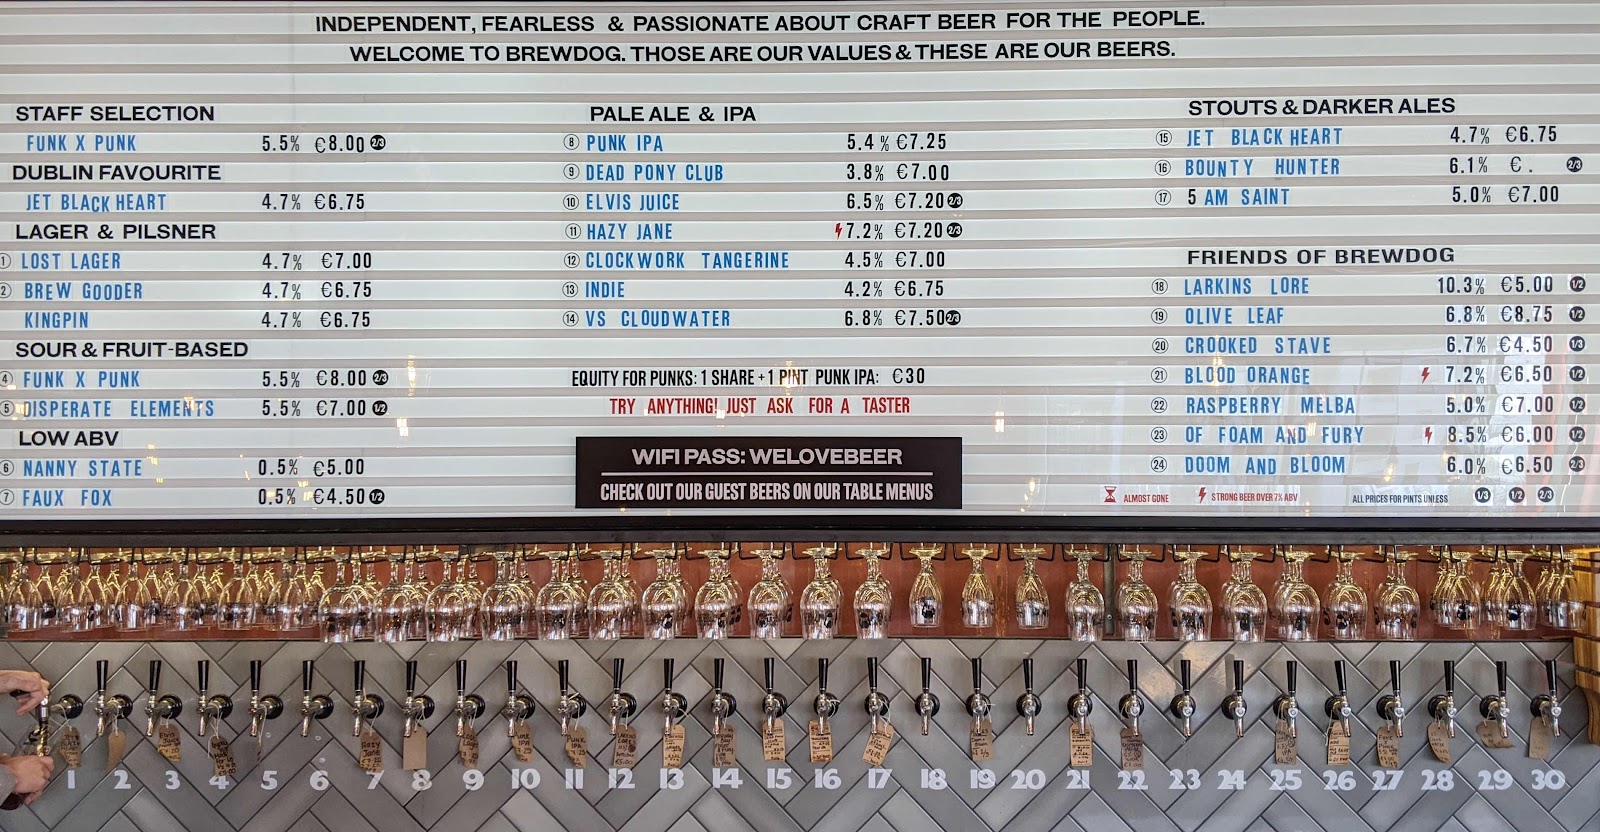 INDEPENDENT, FEARLESS & PASSIONATE ABOUT CRAFT BEER FOR THE PEOPLE.
WELCOME TO BREWDOG. THOSE ARE OUR VALUES & THESE ARE OUR BEERS.
STAFF SELECTION
FUNK X PUNK 5.5% €8.00 2/3
DUBLIN FAVOURITE
JET BLACK HEART 4.7% €6.75
LAGER & PILSNER
1 LOST LAGER 4.7% €7.00
2 BREW GOODER 4.7% €6.75
KINGPIN 4.7% €6.75
SOUR & FRUIT-BASED
4 FUNK X PUNK 5.5% €8.00 2/3
5 DISPERATE ELEMENTS 5.5% €7.00 1/2
LOW ABV
6 NANNY STATE 0.5% €5.00
7 FAUX FOX 0.5% €4.50 1/2
PALE ALE & IPA
8 PUNK IPA 5.4% €7.25
9 DEAD PONY CLUB 3.8% €7.00
10 ELVIS JUICE 6.5% €7.20 2/3
11 HAZY JANE 7.2% €7.20 2/3
12 CLOCKWORK TANGERINE 4.5% €7.00
13 INDIE 4.2% €6.75
14 VS CLOUDWATER 6.8% €7.50 2/3
EQUITY FOR PUNKS: 1 SHARE + 1 PINT PUNK IPA: €30
TRY ANYTHING! JUST ASK FOR A TASTER
WIFI PASS: WELOVEBEER
CHECK OUT OUR GUEST BEERS ON OUR TABLE MENUS
STOUTS & DARKER ALES
15 JET BLACK HEART 4.7% €6.75
16 BOUNTY HUNTER 6.1% € . 2/3
17 5 AM SAINT 5.0% €7.00
FRIENDS OF BREWDOG
18 LARKINS LORE 10.3% €5.00 1/2
19 OLIVE LEAF 6.8% €8.75 1/2
20 CROOKED STAVE 6.7% €4.50 1/3
21 BLOOD ORANGE 7.2% €6.50 1/2
22 RASPBERRY MELBA 5.0% €7.00 1/2
23 OF FOAM AND FURY 8.5% €6.00 1/2
24 DOOM AND BLOOM 6.0% €6.50 2/3
ALMOST GONE STRONG BEER OVER 7% ABV ALL PRICES FOR PINTS UNLESS 1/3 1/2 2/3
1 2 3 4 5 6 7 8 9 10 11 12 13 14 15 16 17 18 19 20 21 22 23 24 25 26 27 28 29 30